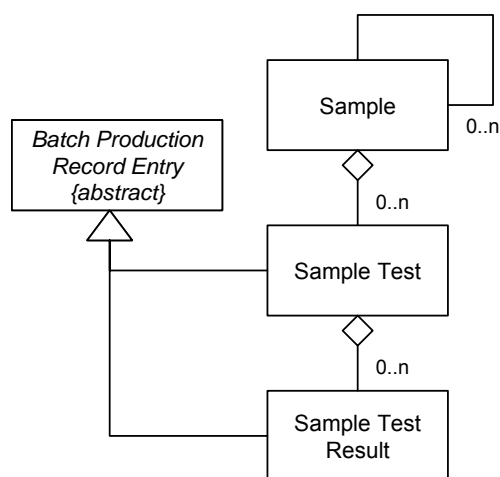 Sample
0..n
Batch Production
Record Entry
{abstract}
0..n
Sample Test
0..n
Sample Test
Result